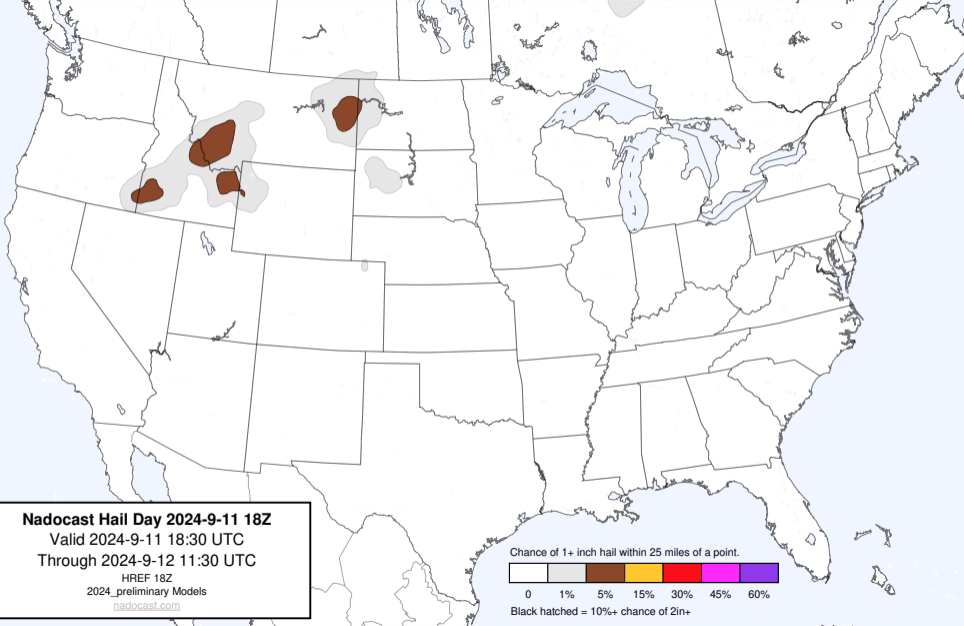 Nadocast Hail Day 2024-9-11 18Z
Valid 2024-9-11 18:30 UTC
Through 2024-9-12 11:30 UTC
HREF 18Z
2024_preliminary Models
nadocast.com
Chance of 1+ inch hail within 25 miles of a point.
0 1% 5% 15% 30% 45% 60%
Black hatched = 10%+ chance of 2in+